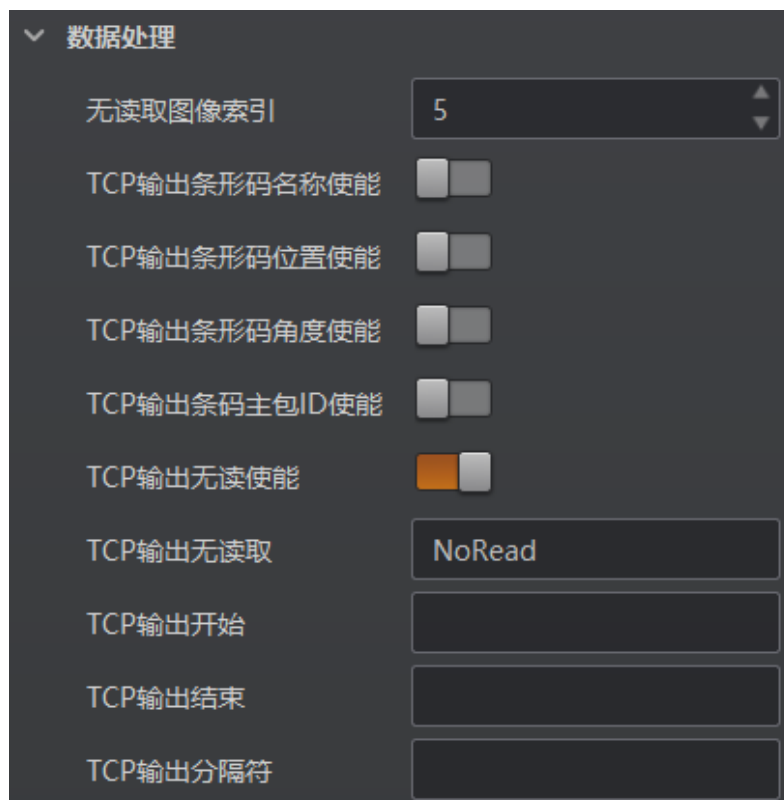 数据处理
无读取图像索引 5
TCP输出条形码名称使能
TCP输出条形码位置使能
TCP输出条形码角度使能
TCP输出条码主包ID使能
TCP输出无读使能
TCP输出无读取 NoRead
TCP输出开始
TCP输出结束
TCP输出分隔符